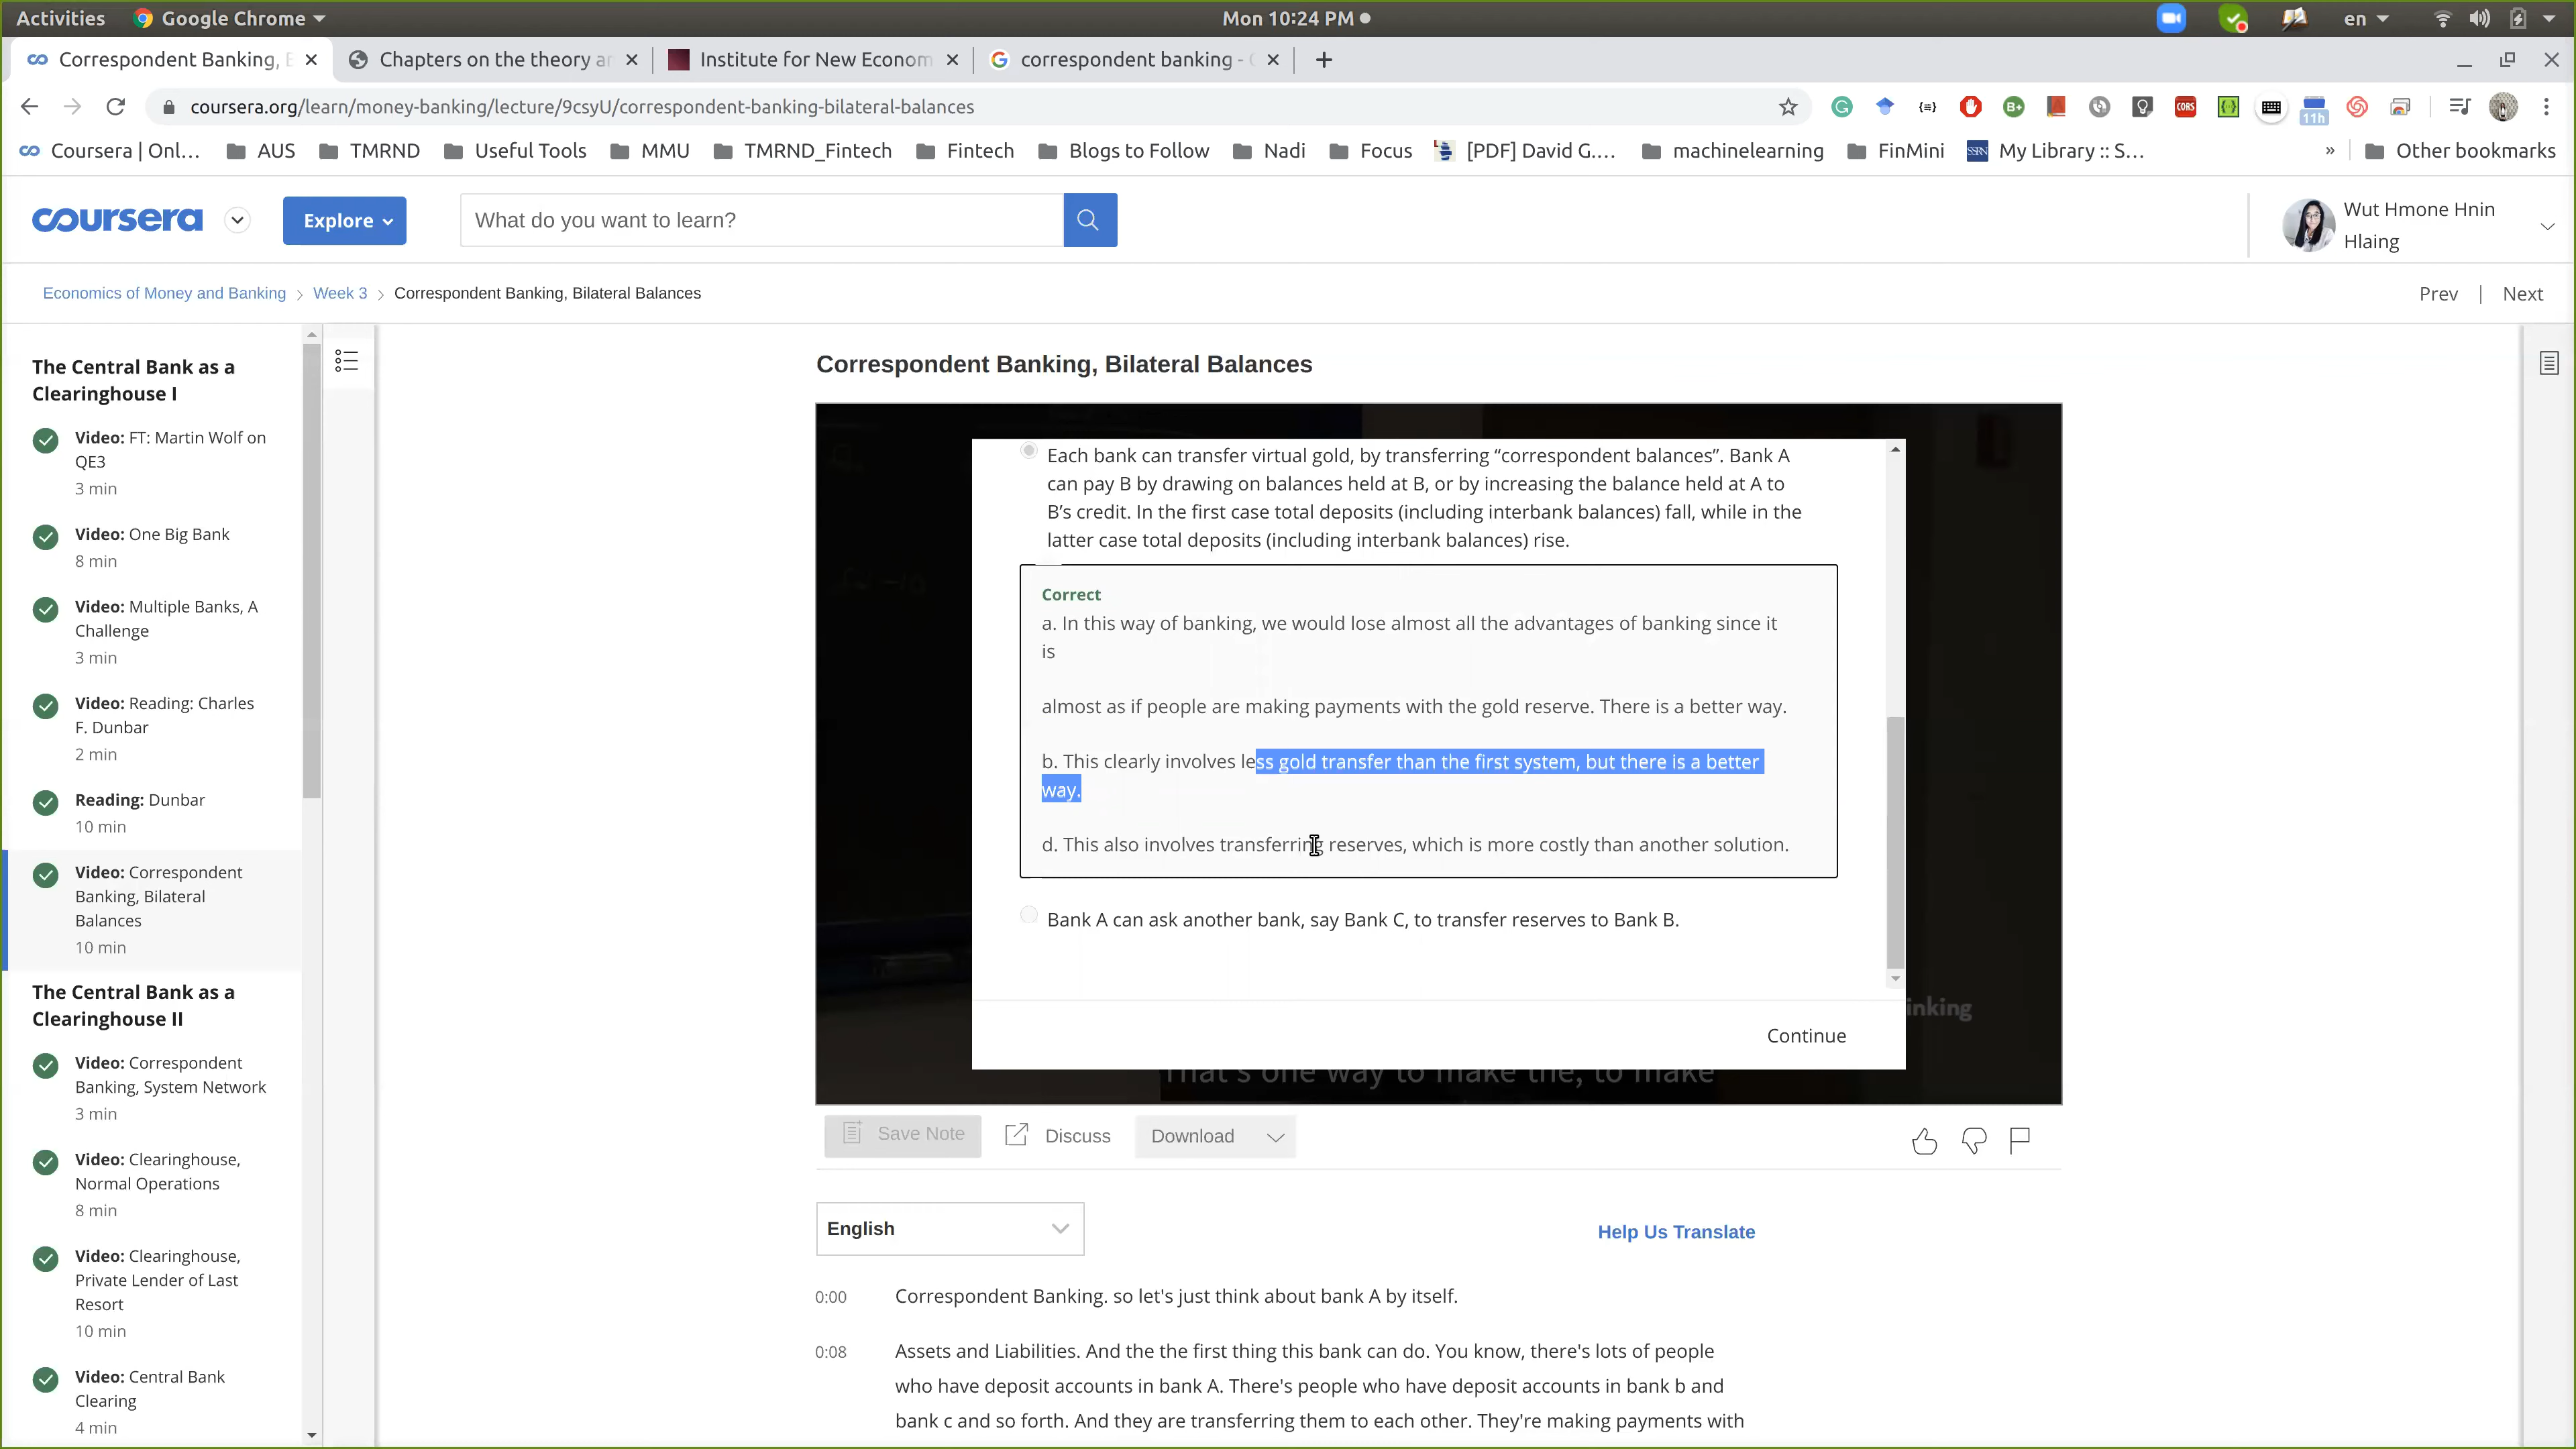 Activities
Google Chrome
Mon 10:24 PM
en
Correspondent Banking,
Chapters on the theory a
Institute for New Econom
correspondent banking -
coursera.org/learn/money-banking/lecture/9csyU/correspondent-banking-bilateral-balances
B+
CORS
11h
Coursera | Onl...
AUS
TMRND
Useful Tools
MMU
TMRND_Fintech
Fintech
Blogs to Follow
Nadi
Focus
[PDF] David G....
machinelearning
FinMini
SSRN
My Library :: S...
»
Other bookmarks
coursera
Explore
What do you want to learn?
Wut Hmone Hnin
Hlaing
Economics of Money and Banking > Week 3 > Correspondent Banking, Bilateral Balances
Prev | Next
The Central Bank as a
Clearinghouse I
Video: FT: Martin Wolf on
QE3
3 min
Video: One Big Bank
8 min
Video: Multiple Banks, A
Challenge
3 min
Video: Reading: Charles
F. Dunbar
2 min
Reading: Dunbar
10 min
Video: Correspondent
Banking, Bilateral
Balances
10 min
The Central Bank as a
Clearinghouse II
Video: Correspondent
Banking, System Network
3 min
Video: Clearinghouse,
Normal Operations
8 min
Video: Clearinghouse,
Private Lender of Last
Resort
10 min
Video: Central Bank
Clearing
4 min
Correspondent Banking, Bilateral Balances
Each bank can transfer virtual gold, by transferring “correspondent balances”. Bank A
can pay B by drawing on balances held at B, or by increasing the balance held at A to
B’s credit. In the first case total deposits (including interbank balances) fall, while in the
latter case total deposits (including interbank balances) rise.
Correct
a. In this way of banking, we would lose almost all the advantages of banking since it
is
almost as if people are making payments with the gold reserve. There is a better way.
b. This clearly involves less gold transfer than the first system, but there is a better
way.
d. This also involves transferring reserves, which is more costly than another solution.
Bank A can ask another bank, say Bank C, to transfer reserves to Bank B.
Continue
inking
That's one way to make the, to make
Save Note
Discuss
Download
English
Help Us Translate
0:00
Correspondent Banking. so let's just think about bank A by itself.
0:08
Assets and Liabilities. And the the first thing this bank can do. You know, there's lots of people
who have deposit accounts in bank A. There's people who have deposit accounts in bank b and
bank c and so forth. And they are transferring them to each other. They're making payments with